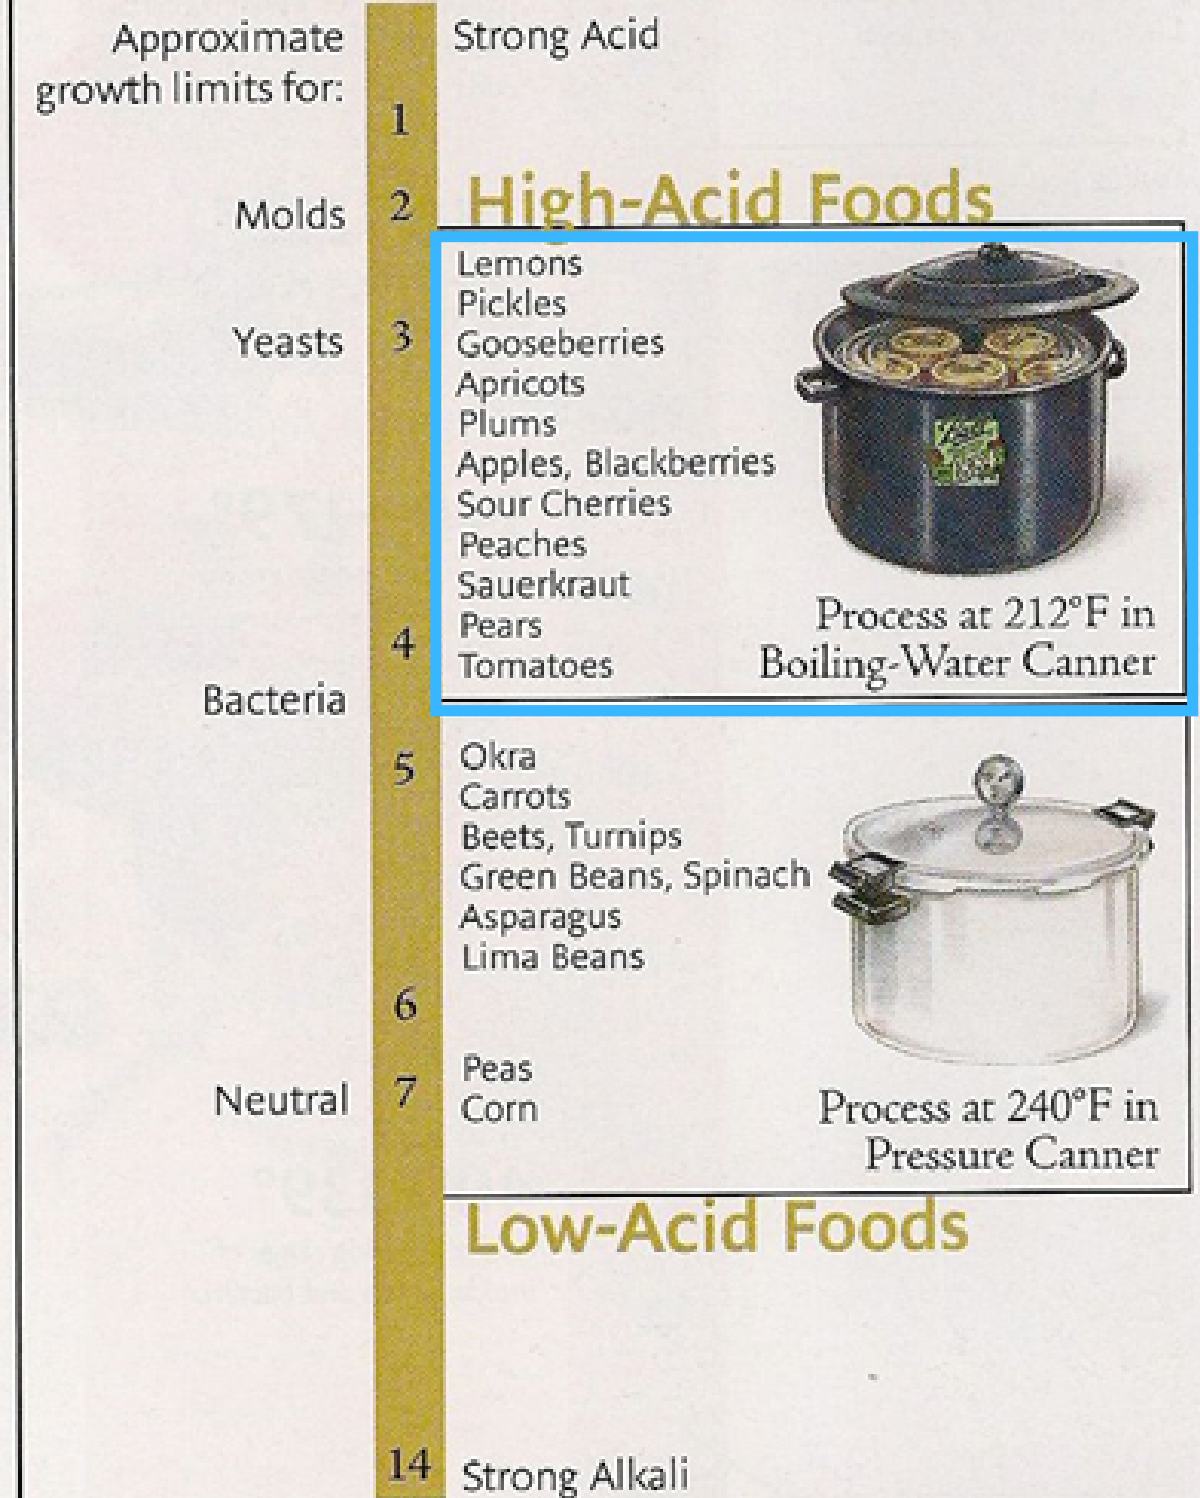 Approximate
growth limits for:
Strong Acid
1
Molds
2
High-Acid Foods
Lemons
Pickles
Yeasts
3
Gooseberries
Apricots
Plums
Apples, Blackberries
Sour Cherries
Peaches
Sauerkraut
Pears
4
Tomatoes
Process at 212°F in
Boiling-Water Canner
Bacteria
5
Okra
Carrots
Beets, Turnips
Green Beans, Spinach
Asparagus
Lima Beans
6
Peas
Neutral
7
Corn
Process at 240°F in
Pressure Canner
Low-Acid Foods
14
Strong Alkali